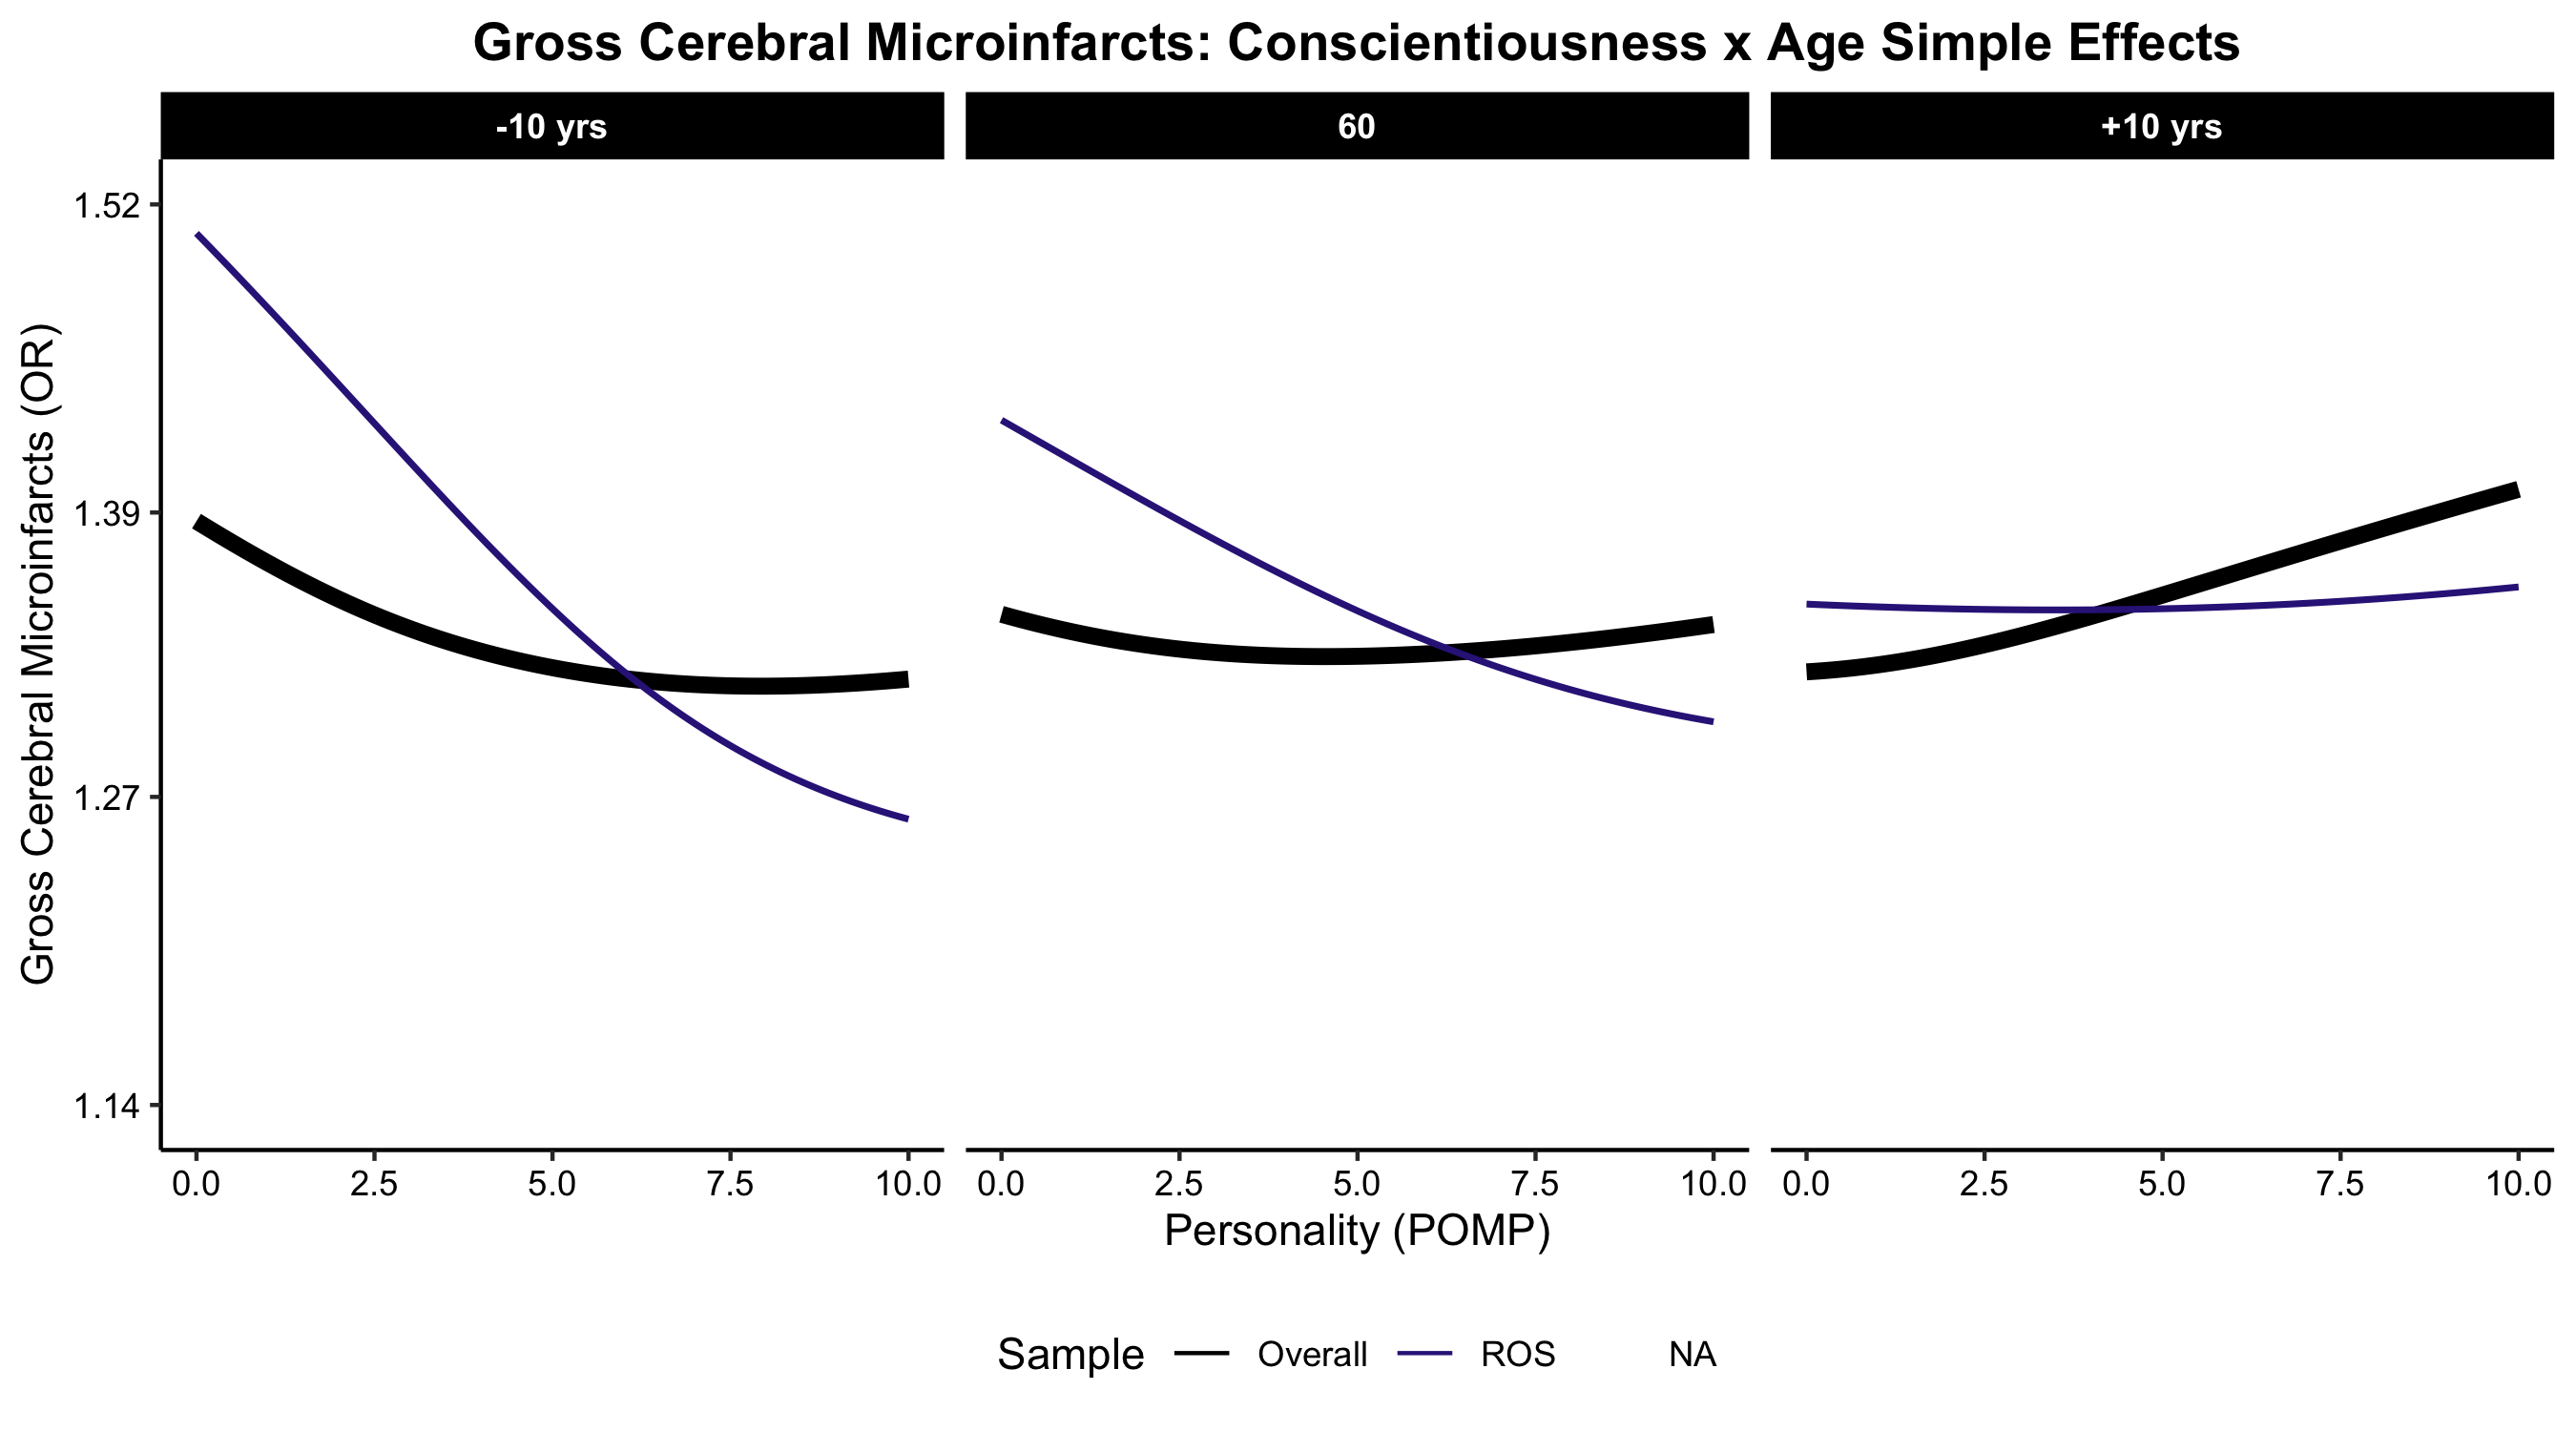 Gross Cerebral Microinfarcts: Conscientiousness x Age Simple Effects
-10 yrs
60
+10 yrs
Gross Cerebral Microinfarcts (OR)
1.52
1.39
1.27
1.14
0.0 2.5 5.0 7.5 10.0
0.0 2.5 5.0 7.5 10.0
0.0 2.5 5.0 7.5 10.0
Personality (POMP)
Sample Overall ROS NA